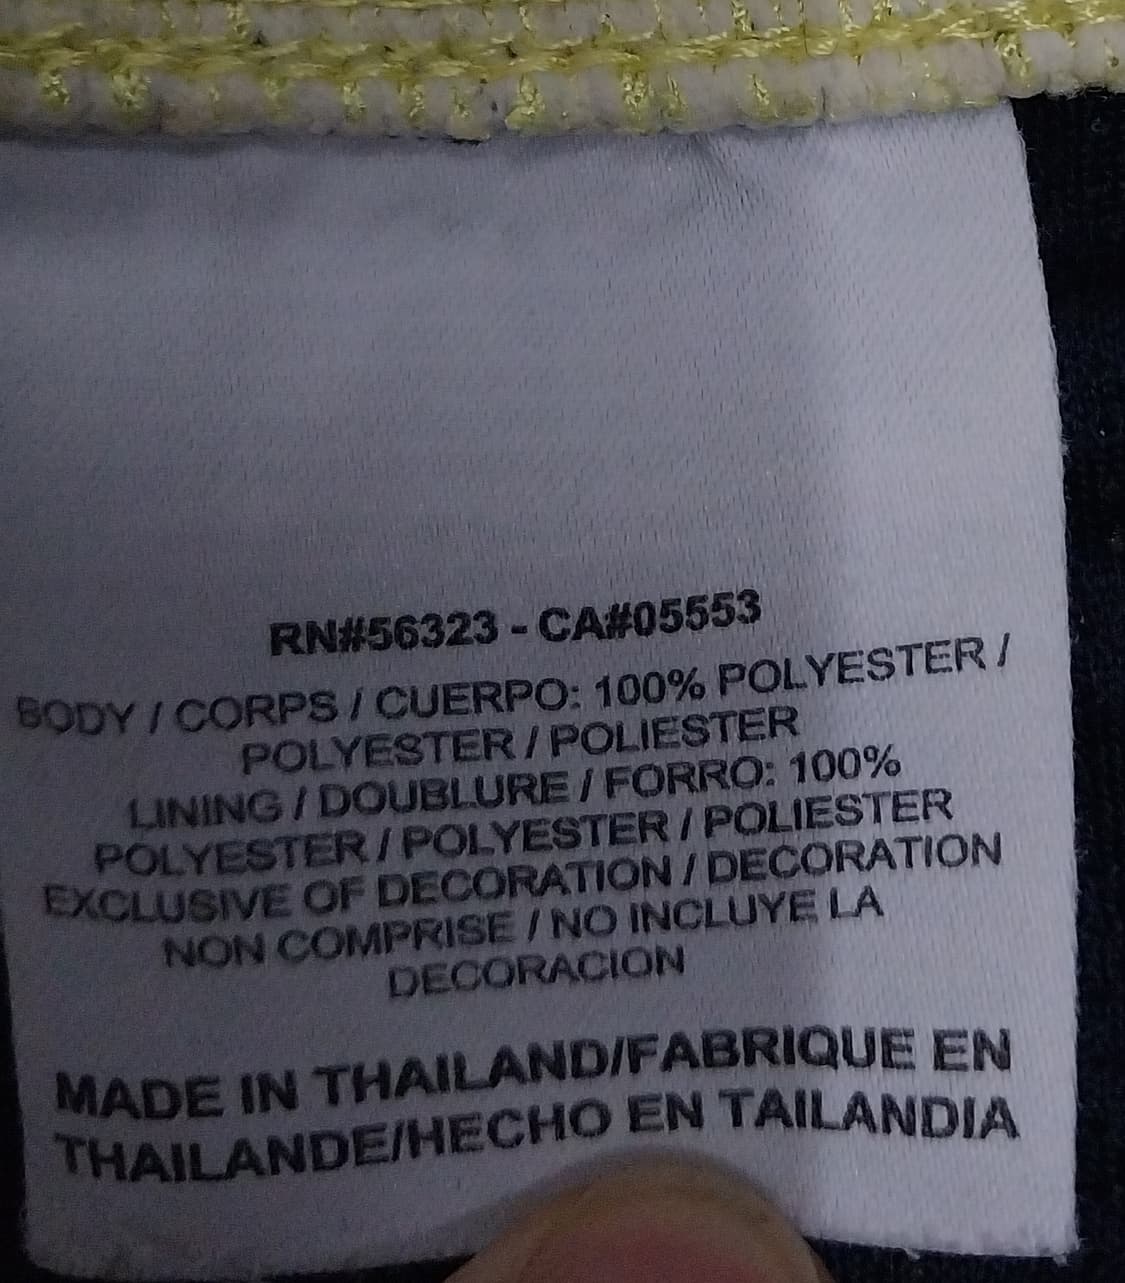 RN#56323 - CA#05553
BODY / CORPS / CUERPO: 100% POLYESTER /
POLYESTER / POLIESTER
LINING / DOUBLURE / FORRO: 100%
POLYESTER / POLYESTER / POLIESTER
EXCLUSIVE OF DECORATION / DECORATION
NON COMPRISE / NO INCLUYE LA
DECORACION
MADE IN THAILAND/FABRIQUE EN
THAILANDE/HECHO EN TAILANDIA